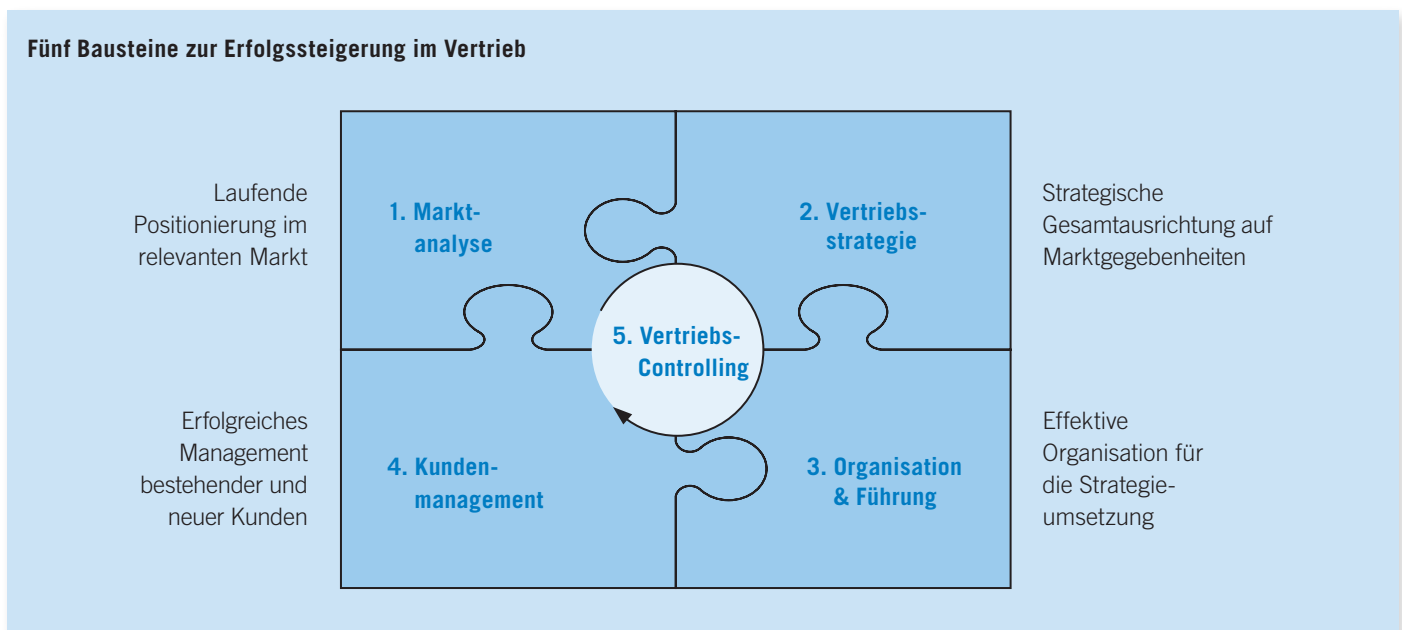 Fünf Bausteine zur Erfolgssteigerung im Vertrieb
Laufende
Positionierung im
relevanten Markt
1. Markt-
analyse
2. Vertriebs-
strategie
Strategische
Gesamtausrichtung auf
Marktgegebenheiten
5. Vertriebs-
Controlling
Erfolgreiches
Management
bestehender und
neuer Kunden
4. Kunden-
management
3. Organisation
& Führung
Effektive
Organisation für
die Strategie-
umsetzung